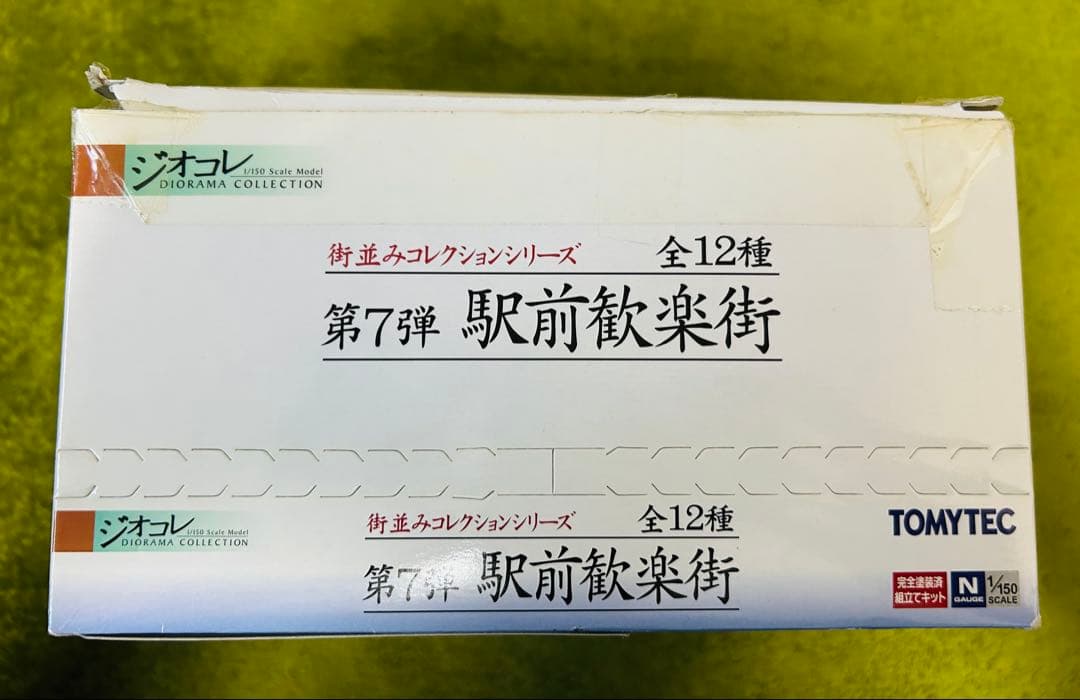 ジオコレ
1/150 Scale Model
DIORAMA COLLECTION
街並みコレクションシリーズ 全12種
第7弾 駅前歓楽街
ジオコレ
1/150 Scale Model
DIORAMA COLLECTION
街並みコレクションシリーズ 全12種
第7弾 駅前歓楽街
TOMYTEC
完全塗装済
組立てキット
N
GAUGE
1/150
SCALE